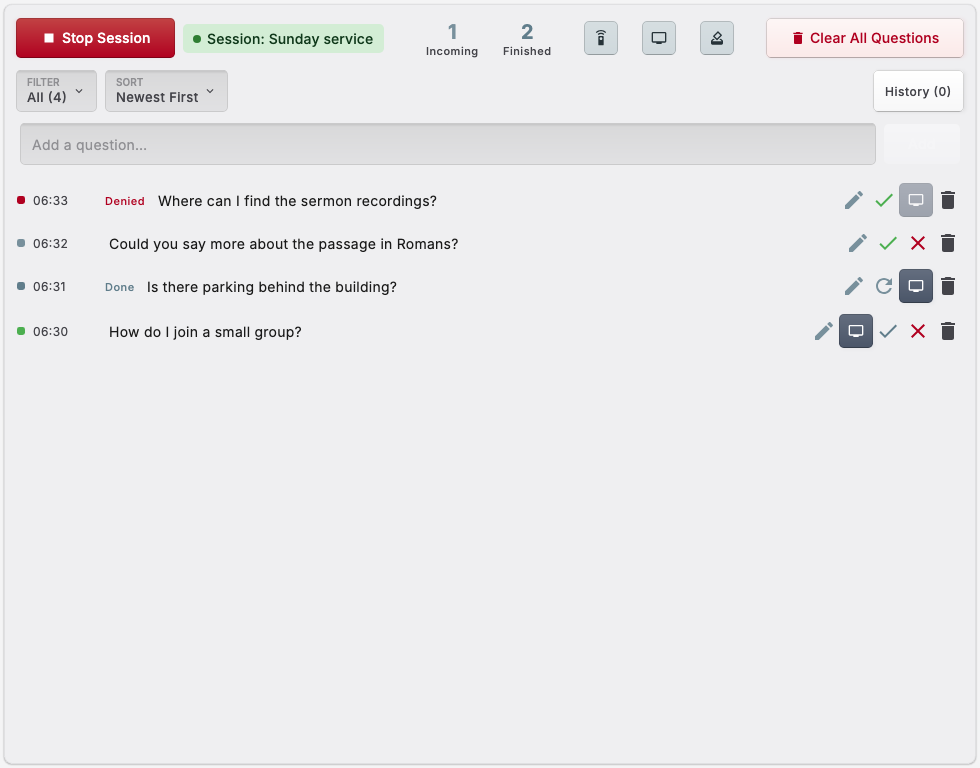 Stop Session
Session: Sunday service
1
Incoming
2
Finished
Clear All Questions
FILTER
All (4)
SORT
Newest First
History (0)
Add a question...
06:33 Denied Where can I find the sermon recordings?
06:32 Could you say more about the passage in Romans?
06:31 Done Is there parking behind the building?
06:30 How do I join a small group?